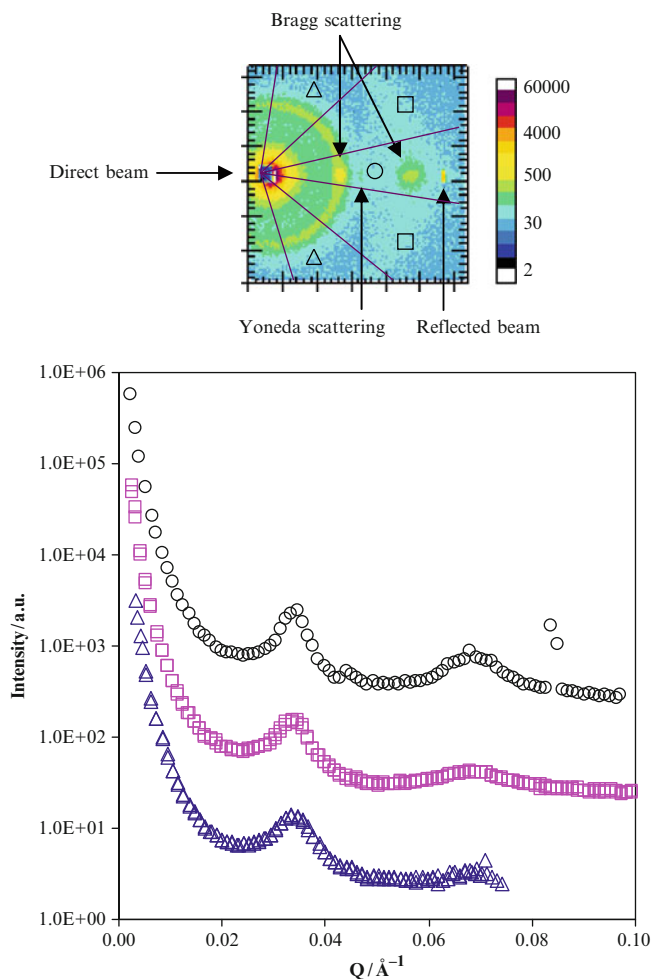 Bragg scattering
Direct beam
60000
4000
500
30
2
Yoneda scattering
Reflected beam
1.0E+06
1.0E+05
1.0E+04
1.0E+03
1.0E+02
1.0E+01
1.0E+00
Intensity/a.u.
0.00
0.02
0.04
0.06
0.08
0.10
Q/Å⁻¹